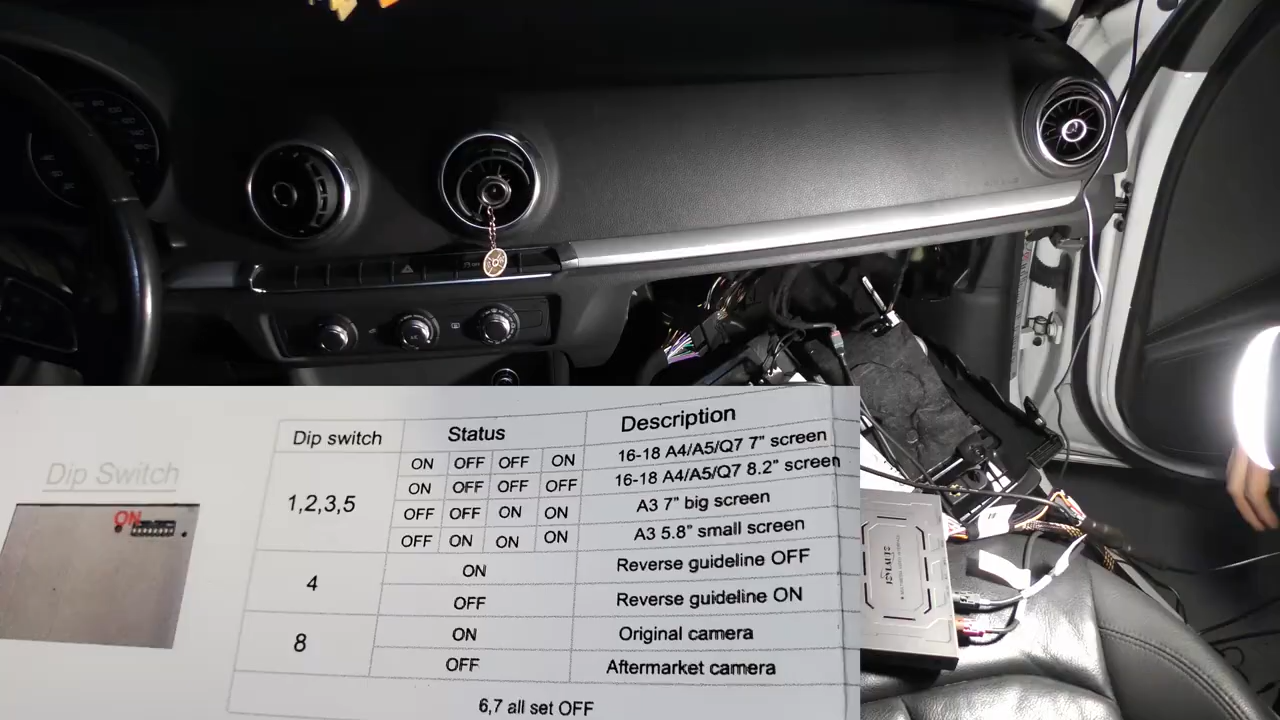 Dip Switch
ON
Dip switch Status Description
1,2,3,5
ON OFF OFF ON 16-18 A4/A5/Q7 7" screen
ON OFF OFF OFF 16-18 A4/A5/Q7 8.2" screen
OFF OFF ON ON A3 7" big screen
OFF ON ON ON A3 5.8" small screen
4
ON Reverse guideline OFF
OFF Reverse guideline ON
8
ON Original camera
OFF Aftermarket camera
6,7 all set OFF